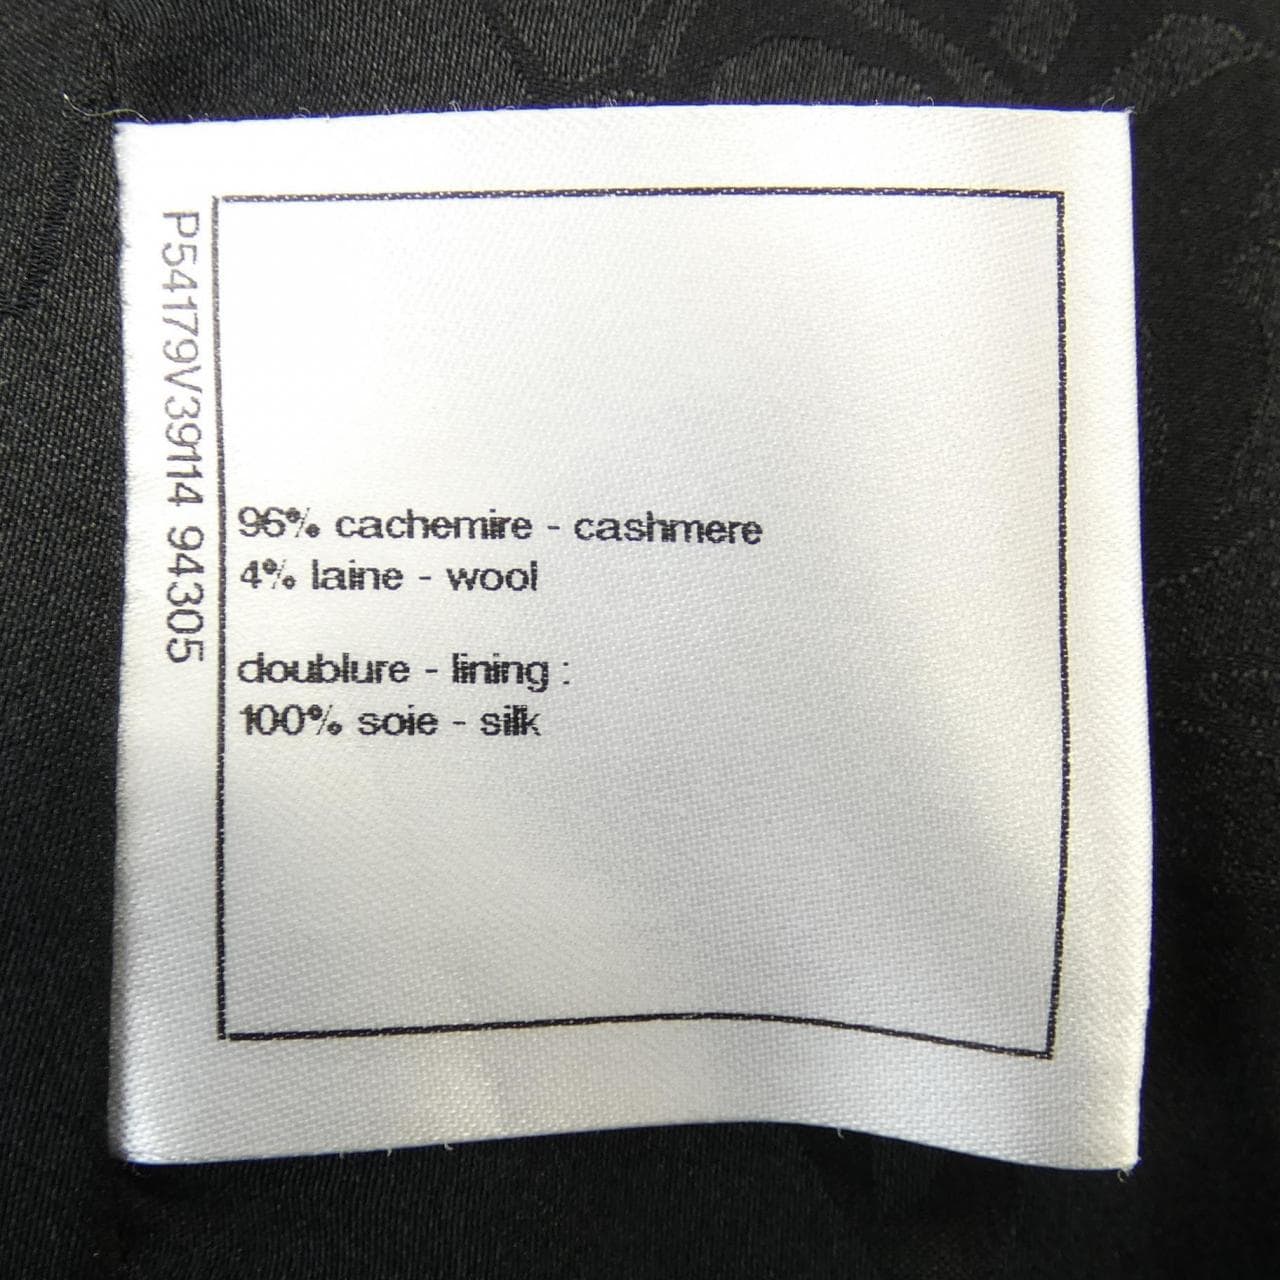 P54179V39114 94305
96% cachemire - cashmere
4% laine - wool
doublure - lining :
100% soie - silk